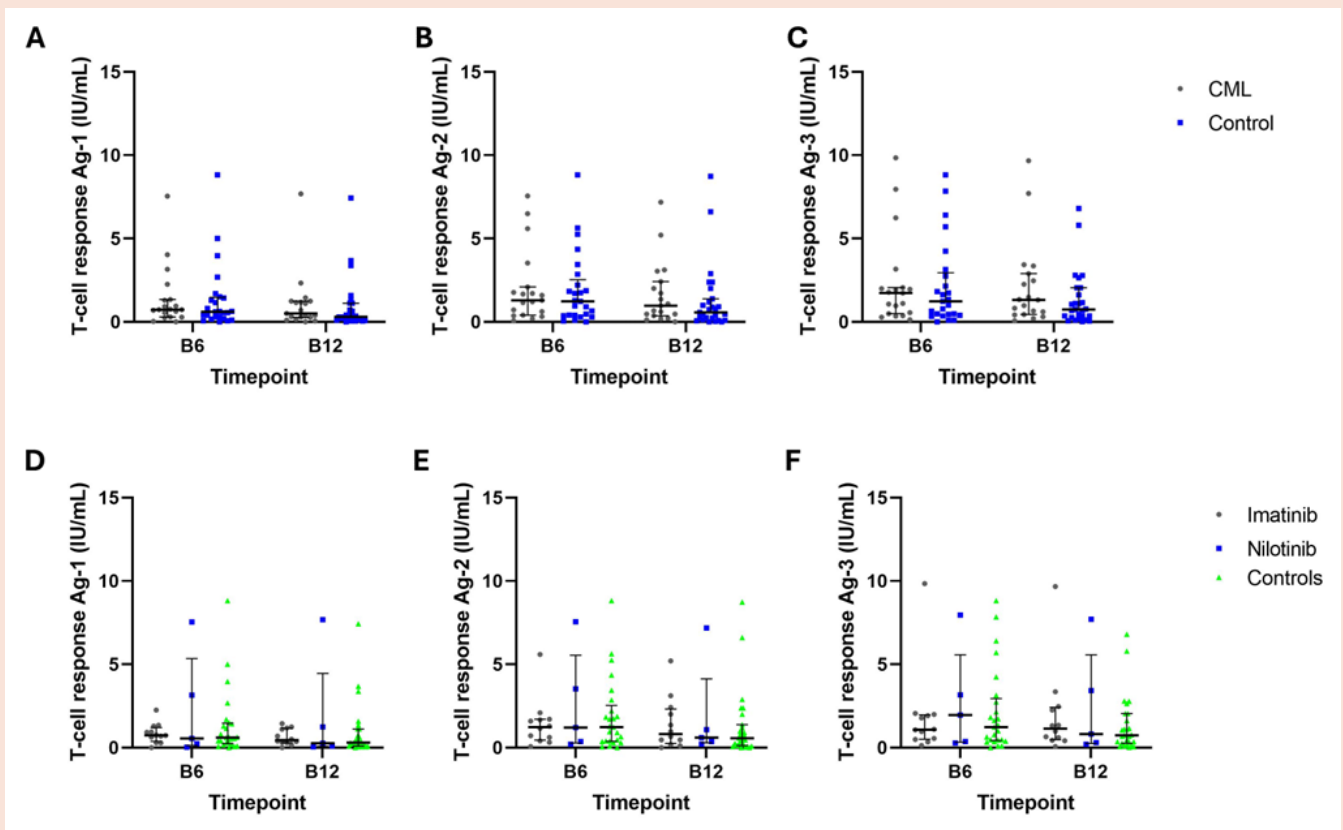 A
T-cell response Ag-1 (IU/mL)
15
10
5
0
B6
B12
Timepoint
B
T-cell response Ag-2 (IU/mL)
15
10
5
0
B6
B12
Timepoint
C
T-cell response Ag-3 (IU/mL)
15
10
5
0
B6
B12
Timepoint
CML
Control
D
T-cell response Ag-1 (IU/mL)
15
10
5
0
B6
B12
Timepoint
E
T-cell response Ag-2 (IU/mL)
15
10
5
0
B6
B12
Timepoint
F
T-cell response Ag-3 (IU/mL)
15
10
5
0
B6
B12
Timepoint
Imatinib
Nilotinib
Controls